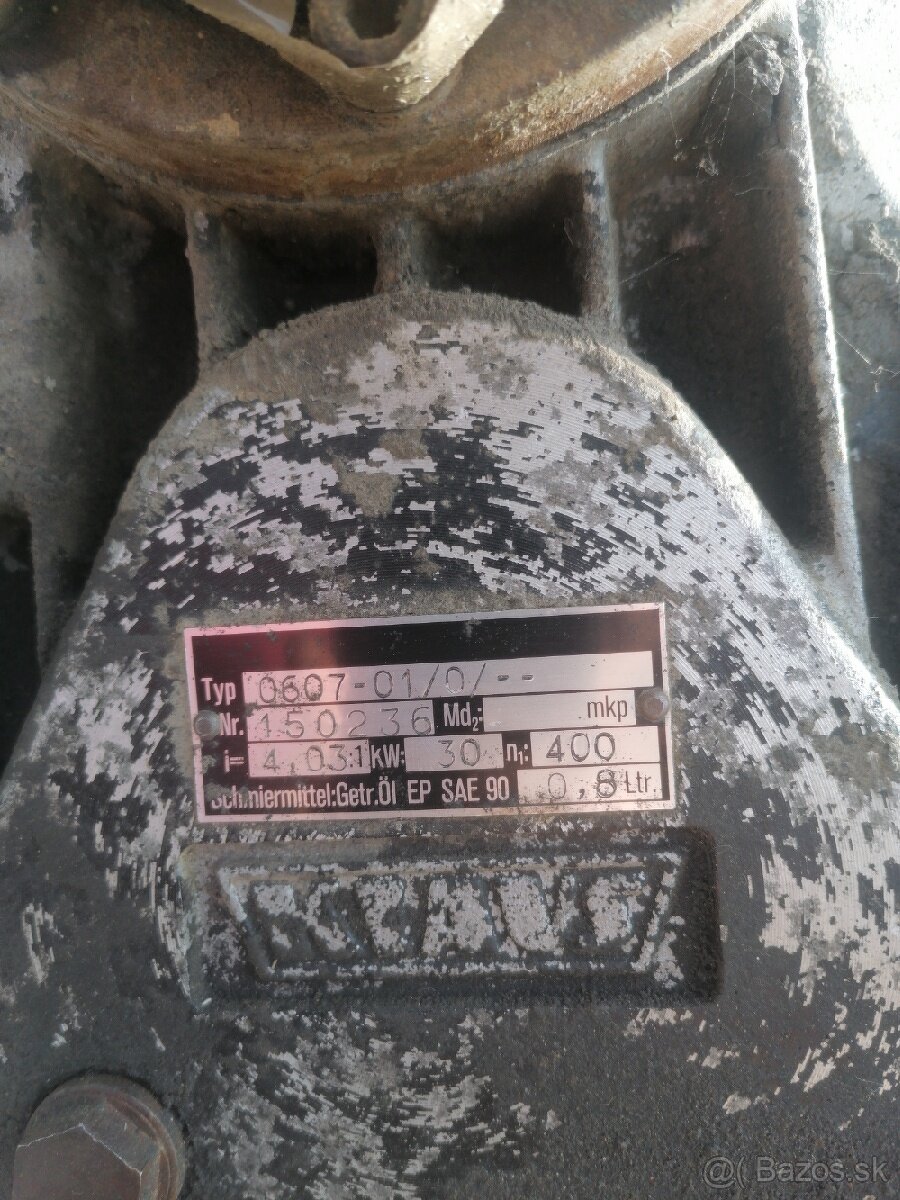 Typ 0607-01/0/--
Nr. 150236 Md₂: mkp
i= 4,031 kW: 30 n₁: 400
Schmiermittel:Getr.Öl EP SAE 90 0,8 Ltr.
@( Bazos.sk